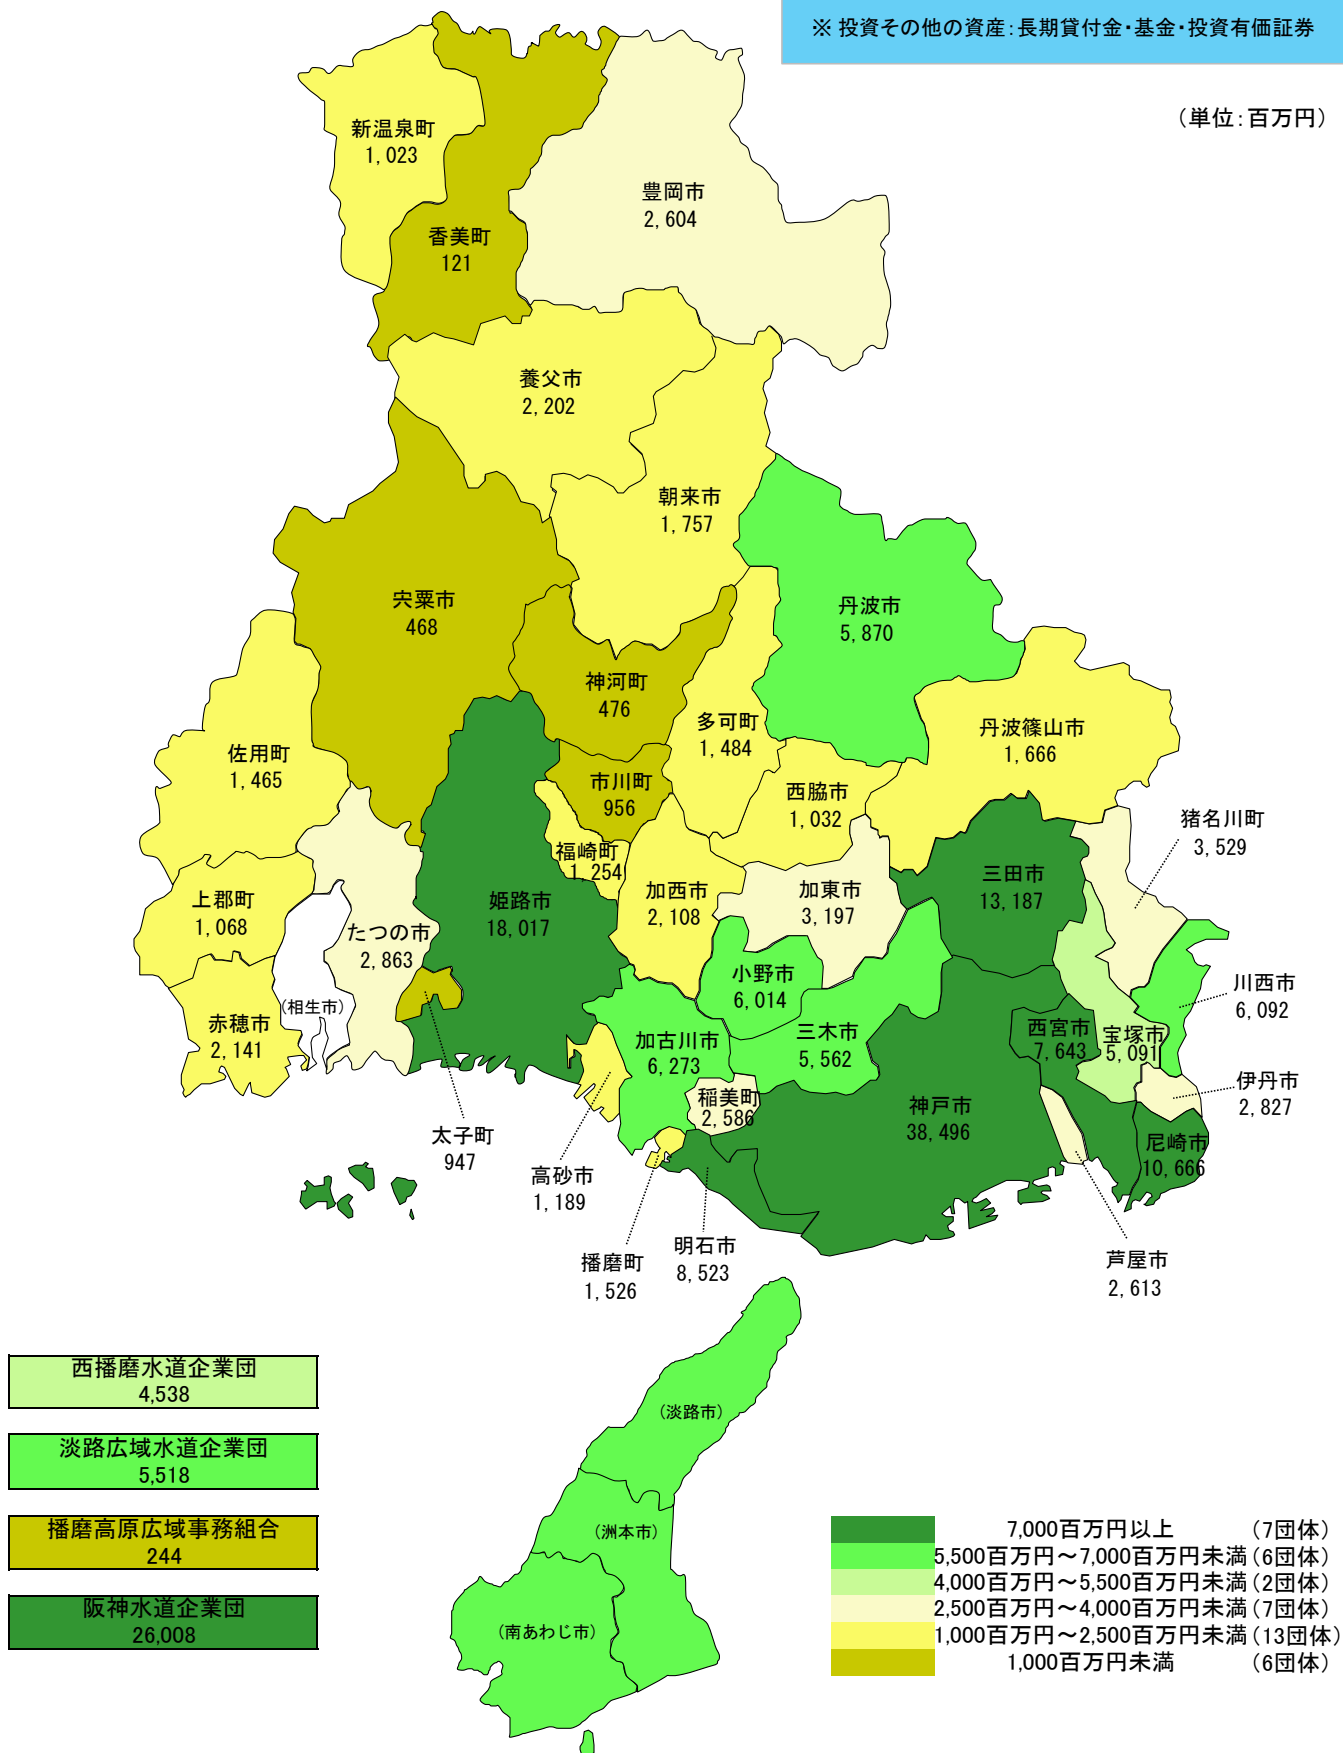 ※ 投資その他の資産：長期貸付金・基金・投資有価証券
（単位：百万円）
新温泉町
1,023
豊岡市
2,604
香美町
121
養父市
2,202
朝来市
1,757
宍粟市
468
丹波市
5,870
神河町
476
多可町
1,484
丹波篠山市
1,666
佐用町
1,465
市川町
956
西脇市
1,032
猪名川町
3,529
福崎町
1,254
三田市
13,187
上郡町
1,068
姫路市
18,017
加西市
2,108
加東市
3,197
たつの市
2,863
小野市
6,014
川西市
6,092
（相生市）
赤穂市
2,141
加古川市
6,273
三木市
5,562
西宮市
7,643
宝塚市
5,091
伊丹市
2,827
稲美町
2,586
神戸市
38,496
太子町
947
尼崎市
10,666
高砂市
1,189
播磨町
1,526
明石市
8,523
芦屋市
2,613
西播磨水道企業団
4,538
淡路広域水道企業団
5,518
播磨高原広域事務組合
244
阪神水道企業団
26,008
（淡路市）
（洲本市）
（南あわじ市）
7,000百万円以上 （7団体）
5,500百万円～7,000百万円未満（6団体）
4,000百万円～5,500百万円未満（2団体）
2,500百万円～4,000百万円未満（7団体）
1,000百万円～2,500百万円未満（13団体）
1,000百万円未満 （6団体）